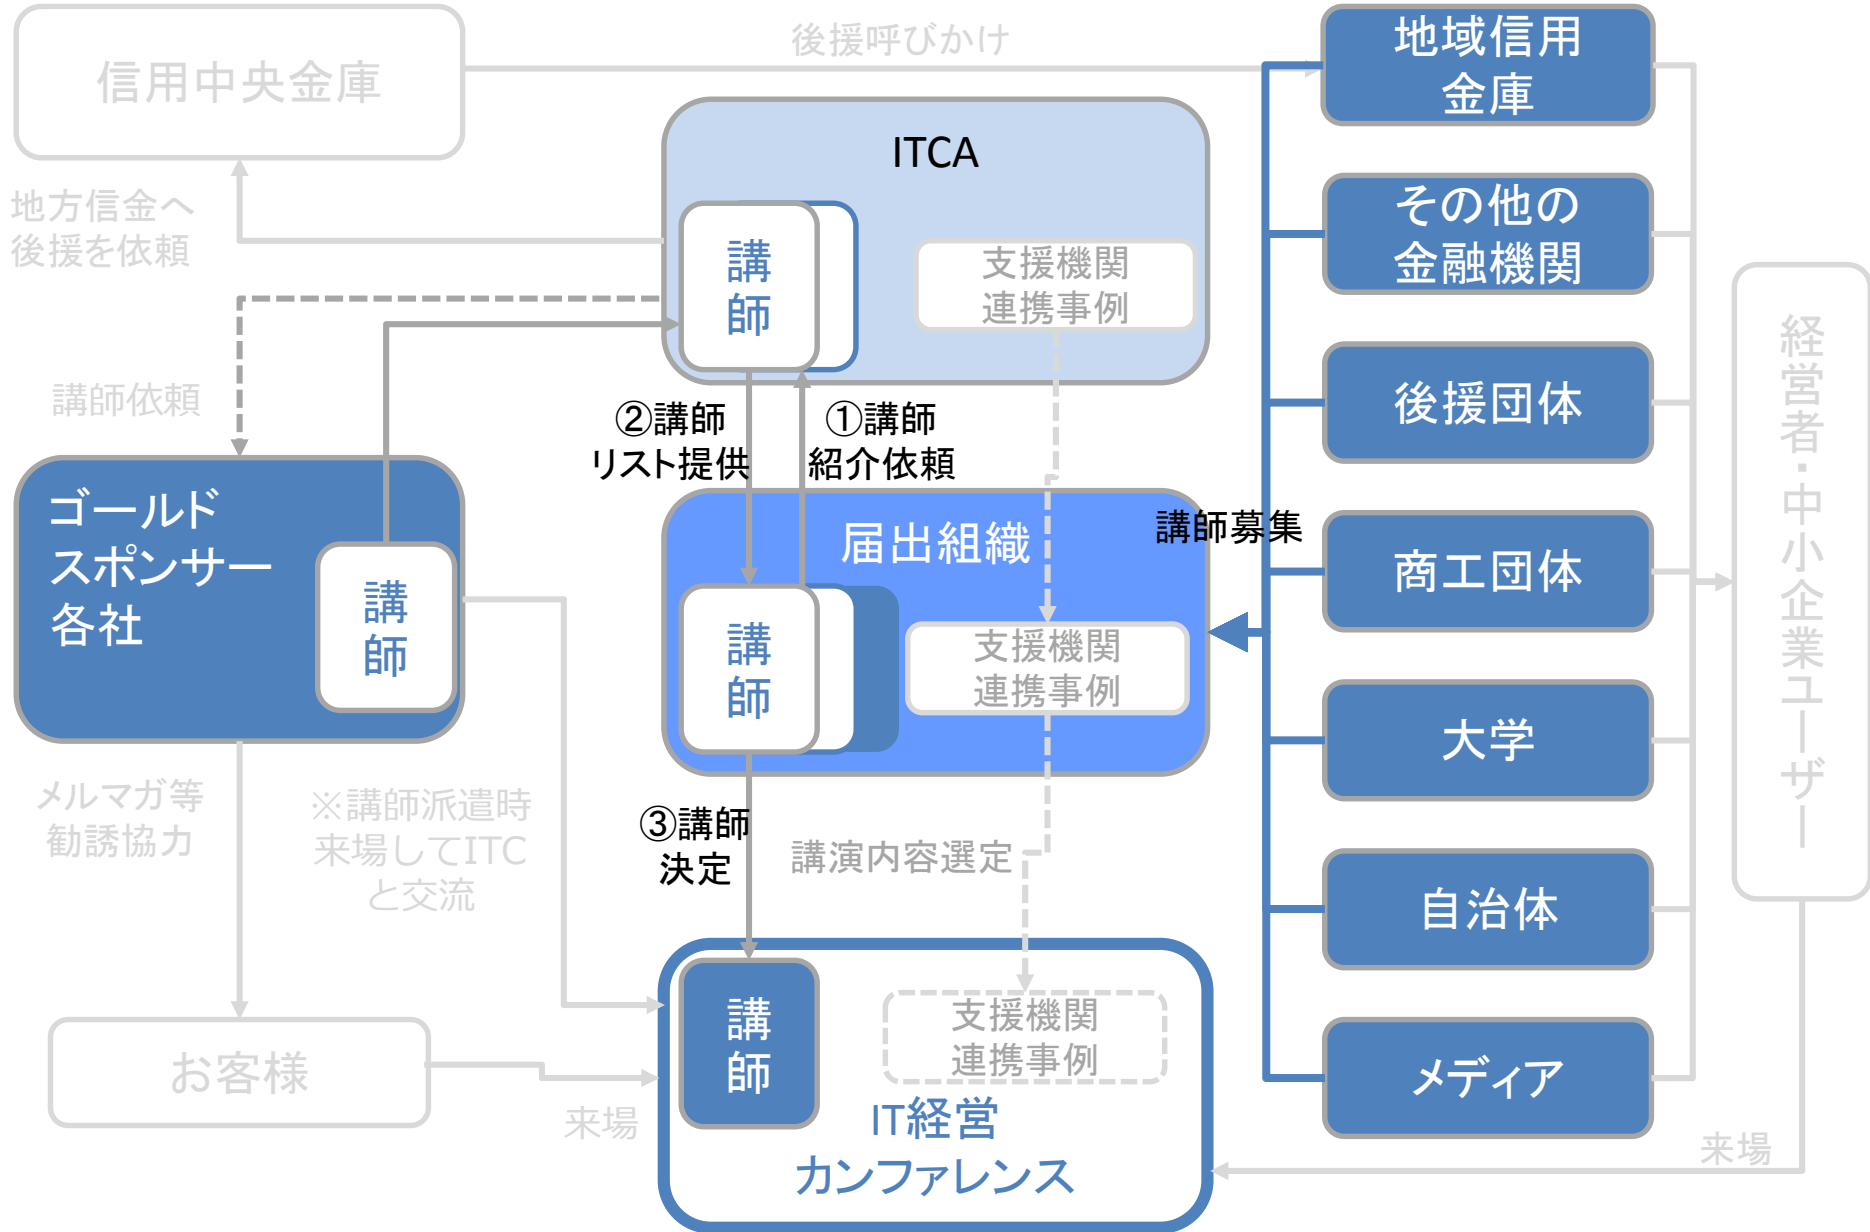 信用中央金庫
後援呼びかけ
地域信用
金庫
ITCA
地方信金へ
後援を依頼
講
師
支援機関
連携事例
その他の
金融機関
講師依頼
②講師
リスト提供
①講師
紹介依頼
後援団体
経営者・中小企業ユーザー
ゴールド
スポンサー
各社
講
師
届出組織
講師募集
商工団体
講
師
支援機関
連携事例
大学
メルマガ等
勧誘協力
※講師派遣時
来場してITC
と交流
③講師
決定
講演内容選定
自治体
お客様
来場
講
師
支援機関
連携事例
IT経営
カンファレンス
メディア
来場